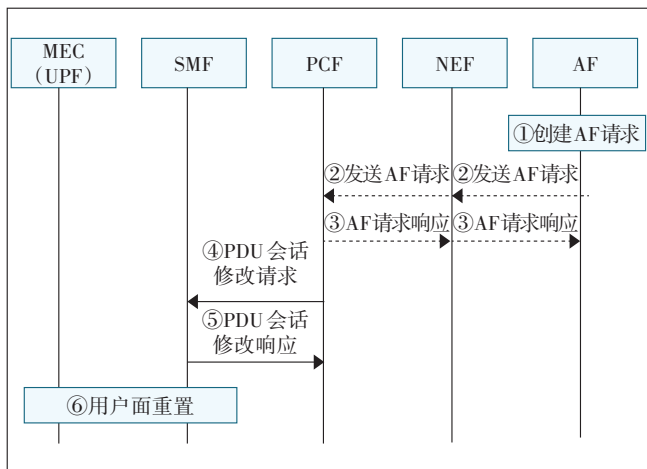 MEC
（UPF）
SMF
PCF
NEF
AF
①创建AF请求
②发送AF请求
②发送AF请求
③AF请求响应
③AF请求响应
④PDU会话
修改请求
⑤PDU会话
修改响应
⑥用户面重置